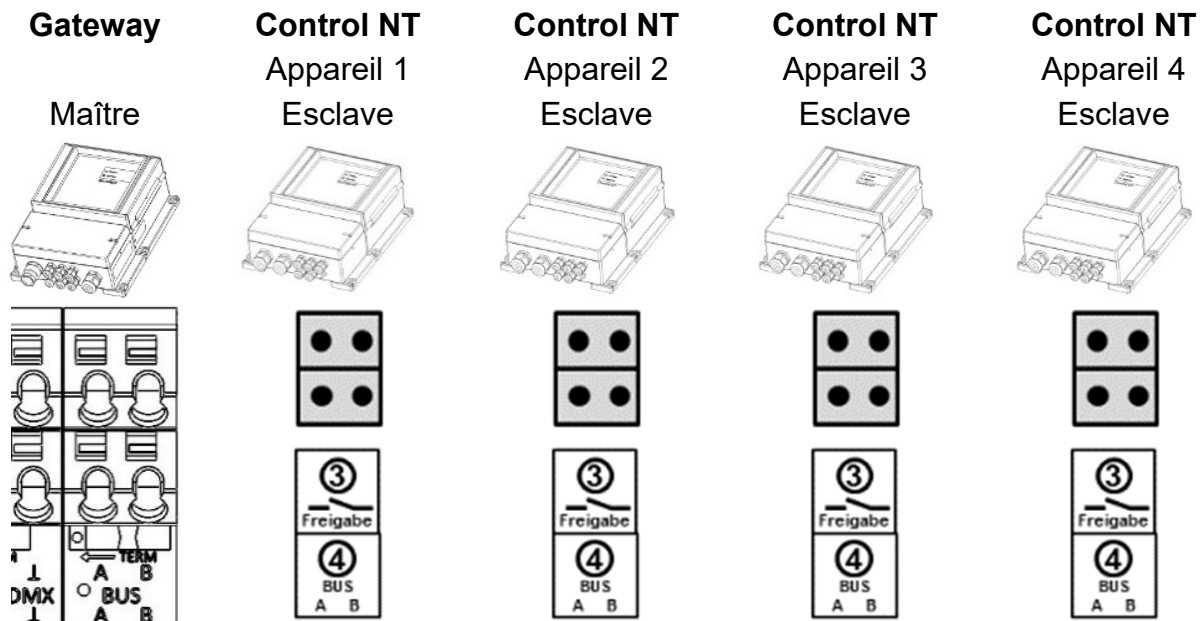 Gateway Control NT Control NT Control NT Control NT
Appareil 1 Appareil 2 Appareil 3 Appareil 4
Maître Esclave Esclave Esclave Esclave
③ ③ ③ ③
Freigabe Freigabe Freigabe Freigabe
TERM ④ ④ ④ ④
⊥ A B BUS BUS BUS BUS
DMX BUS A B A B A B A B
⊥ A B